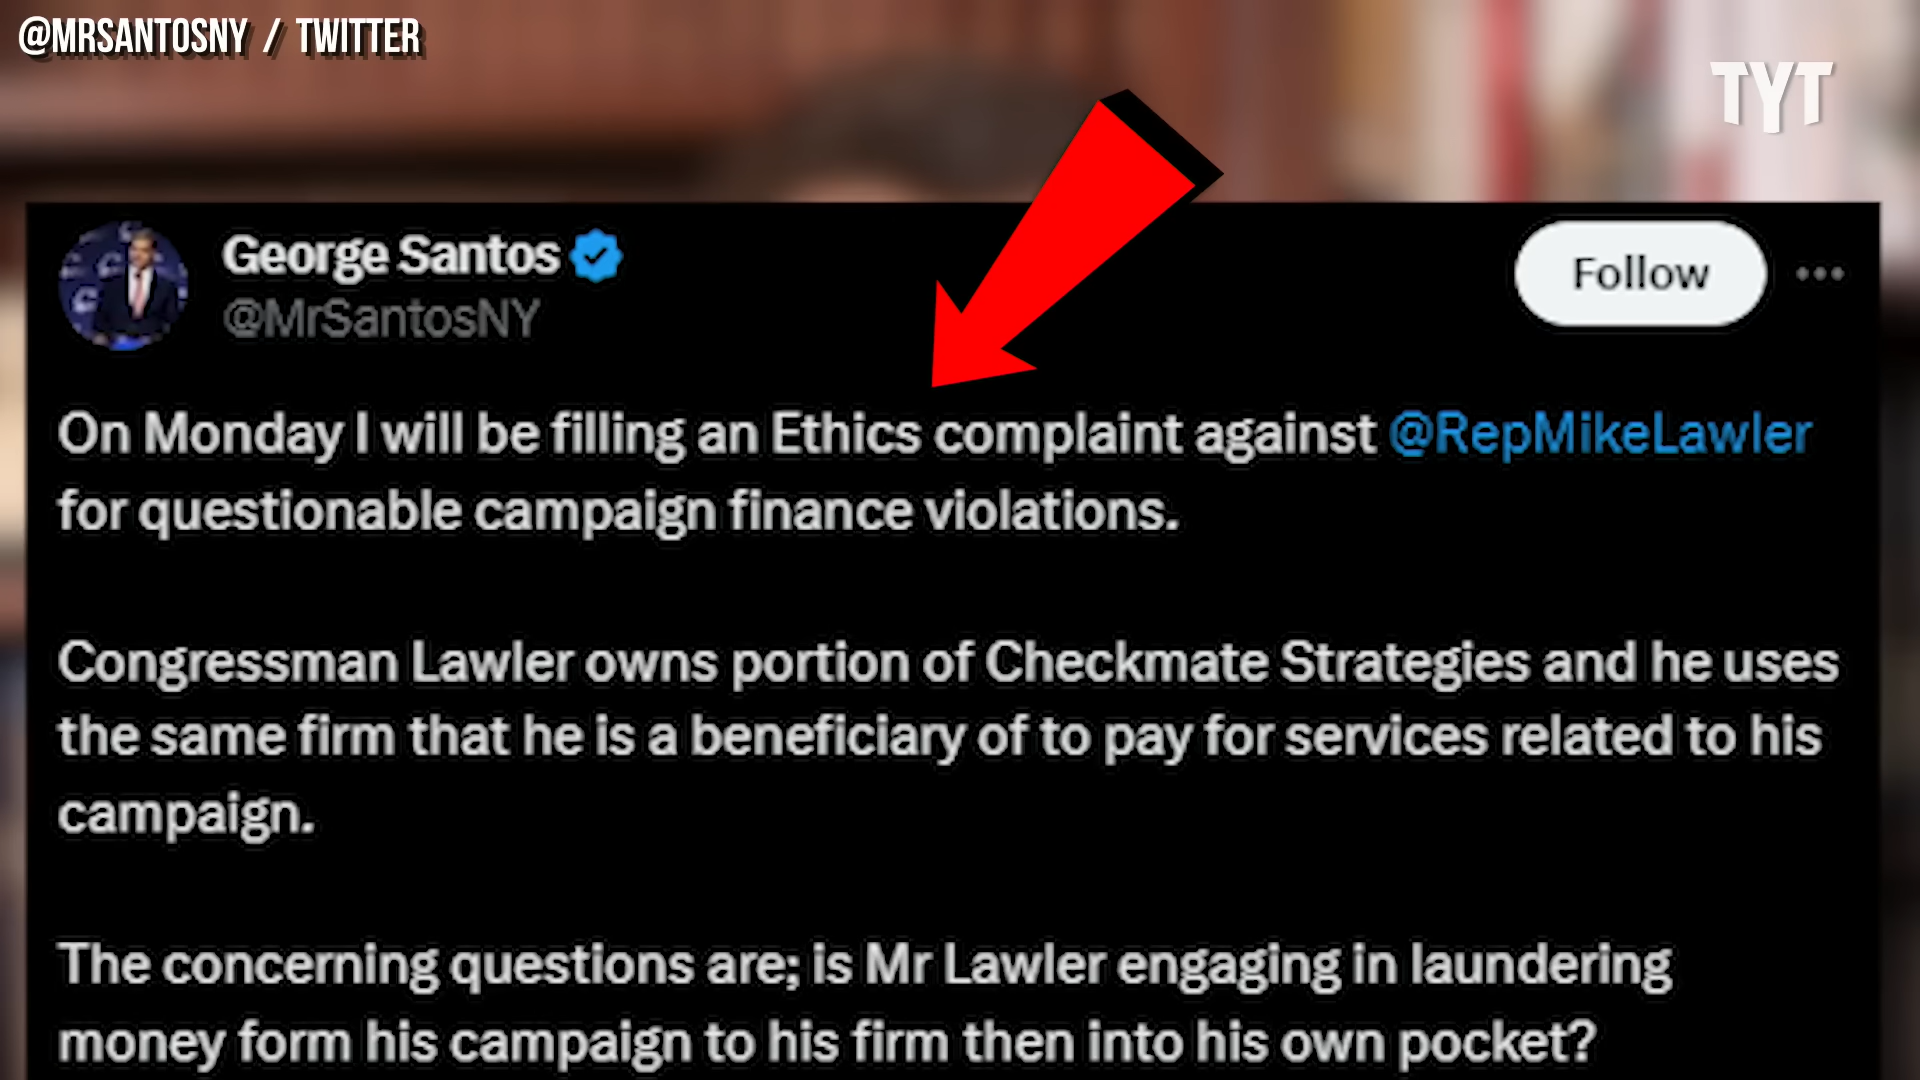 @MRSANTOSNY / TWITTER
TYT
George Santos
@MrSantosNY
Follow
On Monday I will be filling an Ethics complaint against @RepMikeLawler
for questionable campaign finance violations.
Congressman Lawler owns portion of Checkmate Strategies and he uses
the same firm that he is a beneficiary of to pay for services related to his
campaign.
The concerning questions are; is Mr Lawler engaging in laundering
money form his campaign to his firm then into his own pocket?